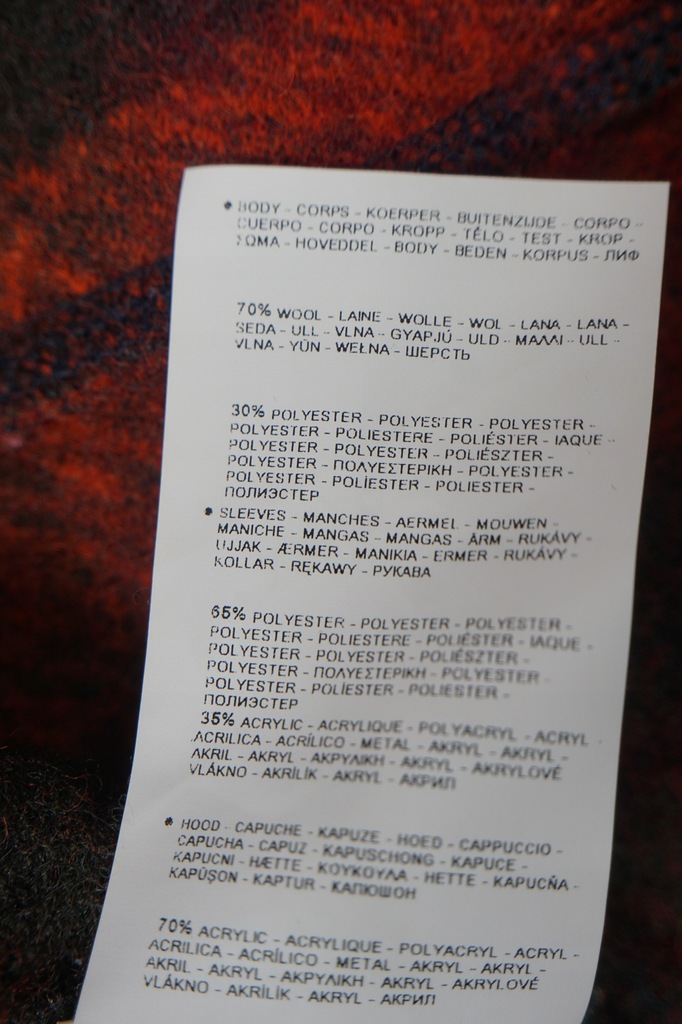 • BODY - CORPS - KOERPER - BUITENZIJDE - CORPO -
CUERPO - CORPO - KROPP - TĚLO - TEST - KROP -
ΣΩΜΑ - HOVEDDEL - BODY - BEDEN - KORPUS - ЛИФ
70% WOOL - LAINE - WOLLE - WOL - LANA - LANA -
SEDA - ULL - VLNA - GYAPJÚ - ULD - ΜΑΛΛΙ - ULL -
VLNA - YÜN - WEŁNA - ШЕРСТЬ
30% POLYESTER - POLYESTER - POLYESTER -
POLYESTER - POLIESTERE - POLIÉSTER - IAQUE -
POLYESTER - POLYESTER - POLIÉSZTER -
POLYESTER - ΠΟΛΥΕΣΤΕΡΙΚΗ - POLYESTER -
POLYESTER - POLİESTER - POLIESTER -
ПОЛИЭСТЕР
• SLEEVES - MANCHES - AERMEL - MOUWEN -
MANICHE - MANGAS - MANGAS - ÄRM - RUKÁVY -
UJJAK - ÆRMER - MANIKIA - ERMER - RUKÁVY -
KOLLAR - RĘKAWY - РУКАВА
65% POLYESTER - POLYESTER - POLYESTER -
POLYESTER - POLIESTERE - POLIÉSTER - IAQUE -
POLYESTER - POLYESTER - POLIÉSZTER -
POLYESTER - ΠΟΛΥΕΣΤΕΡΙΚΗ - POLYESTER -
POLYESTER - POLİESTER - POLIESTER -
ПОЛИЭСТЕР
35% ACRYLIC - ACRYLIQUE - POLYACRYL - ACRYL -
ACRILICA - ACRÍLICO - METAL - AKRYL - AKRYL -
AKRIL - AKRYL - ΑΚΡΥΛΙΚΗ - AKRYL - AKRYLOVÉ
VLÁKNO - AKRİLİK - AKRYL - АКРИЛ
• HOOD - CAPUCHE - KAPUZE - HOED - CAPPUCCIO -
CAPUCHA - CAPUZ - KAPUSCHONG - KAPUCE -
KAPUCNI - HÆTTE - ΚΟΥΚΟΥΛΑ - HETTE - KAPUCŇA -
KAPÜŞON - KAPTUR - КАПЮШОН
70% ACRYLIC - ACRYLIQUE - POLYACRYL - ACRYL -
ACRILICA - ACRÍLICO - METAL - AKRYL - AKRYL -
AKRIL - AKRYL - ΑΚΡΥΛΙΚΗ - AKRYL - AKRYLOVÉ
VLÁKNO - AKRİLİK - AKRYL - АКРИЛ